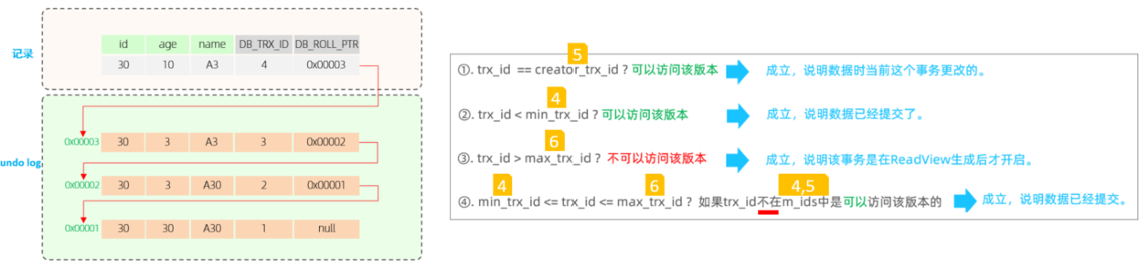 记录
id age name DB_TRX_ID DB_ROLL_PTR
30 10 A3 4 0x00003
undo log
0x00003 30 3 A3 3 0x00002
0x00002 30 3 A30 2 0x00001
0x00001 30 30 A30 1 null
5
①. trx_id == creator_trx_id ? 可以访问该版本 成立，说明数据时当前这个事务更改的。
4
②. trx_id < min_trx_id ? 可以访问该版本 成立，说明数据已经提交了。
6
③. trx_id > max_trx_id ? 不可以访问该版本 成立，说明该事务是在ReadView生成后才开启。
4 6 4,5
④. min_trx_id <= trx_id <= max_trx_id ? 如果trx_id不在m_ids中是可以访问该版本的 成立，说明数据已经提交。